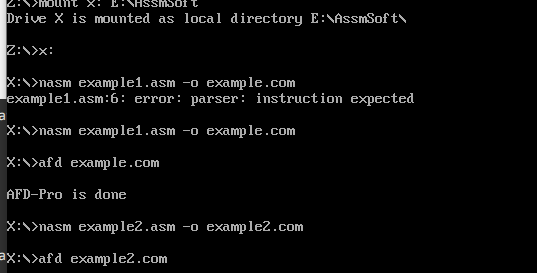 Z:\>mount x: E:\AssmSoft
Drive X is mounted as local directory E:\AssmSoft\
Z:\>x:
X:\>nasm example1.asm -o example.com
example1.asm:6: error: parser: instruction expected
X:\>nasm example1.asm -o example.com
X:\>afd example.com
AFD-Pro is done
X:\>nasm example2.asm -o example2.com
X:\>afd example2.com